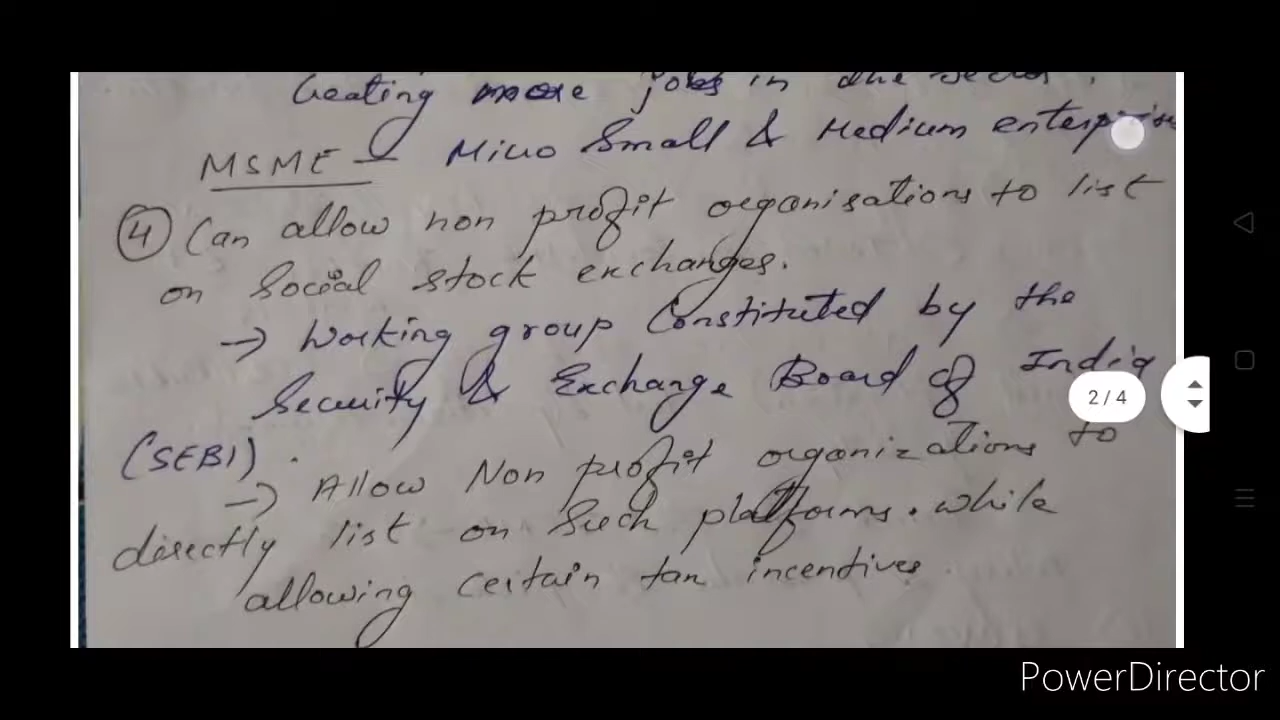 Creating more jobs in the sector.
MSME - Micro Small & Medium enterprise
4 Can allow non profit organisations to list
on Social stock exchanges.
→ Working group Constituted by the
Security & Exchange Board of India
(SEBI).
→ Allow Non profit organizations to
directly list on such platforms. while
allowing certain tax incentives.
2/4
PowerDirector